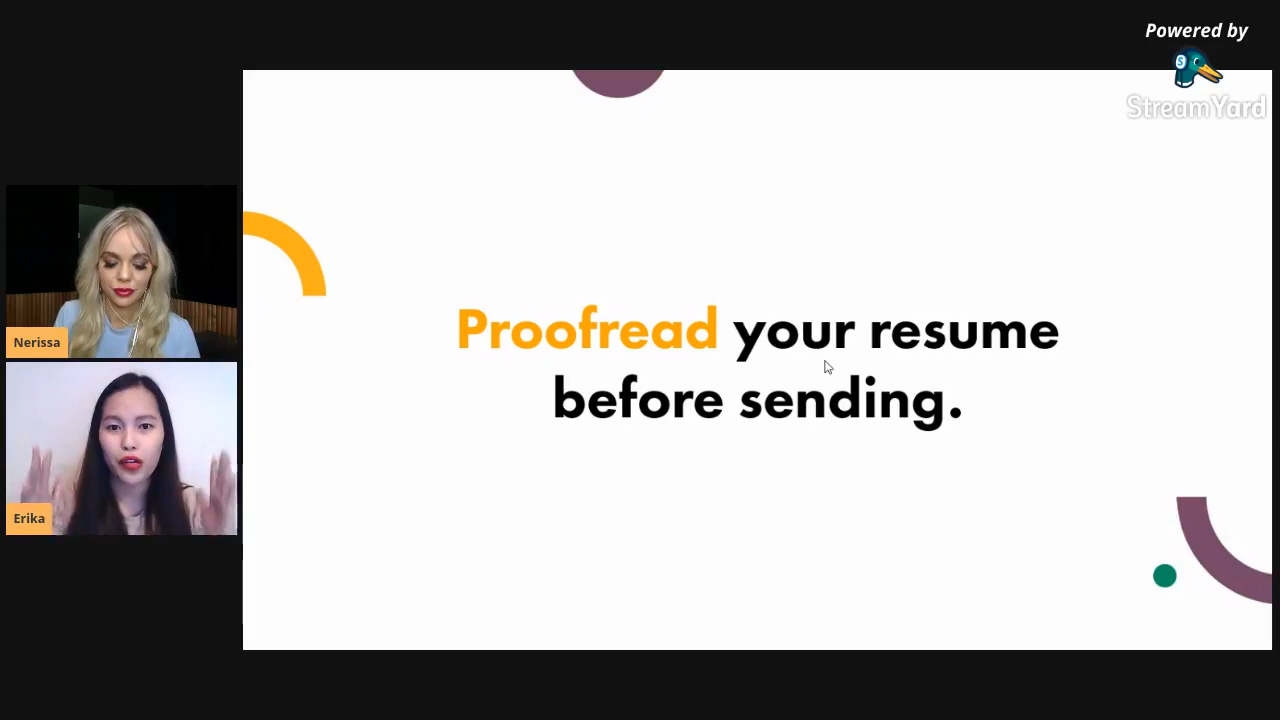 Powered by
StreamYard
Nerissa
Erika
Proofread your resume
before sending.